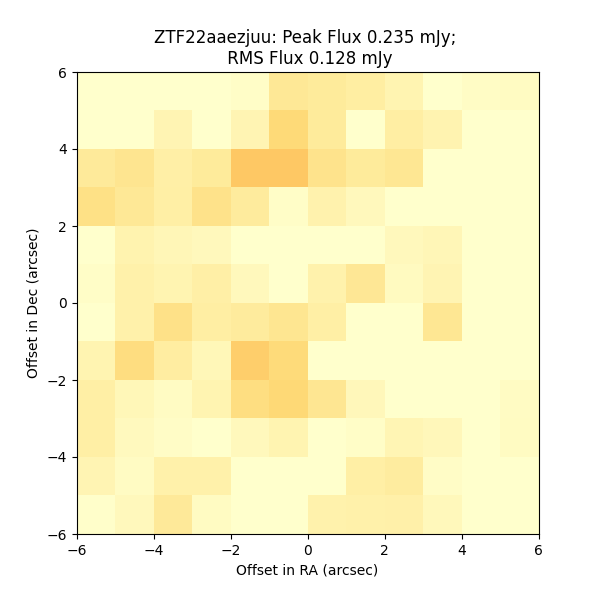 ZTF22aaezjuu: Peak Flux 0.235 mJy;
RMS Flux 0.128 mJy
6
4
2
0
−2
−4
−6
Offset in Dec (arcsec)
−6 −4 −2 0 2 4 6
Offset in RA (arcsec)